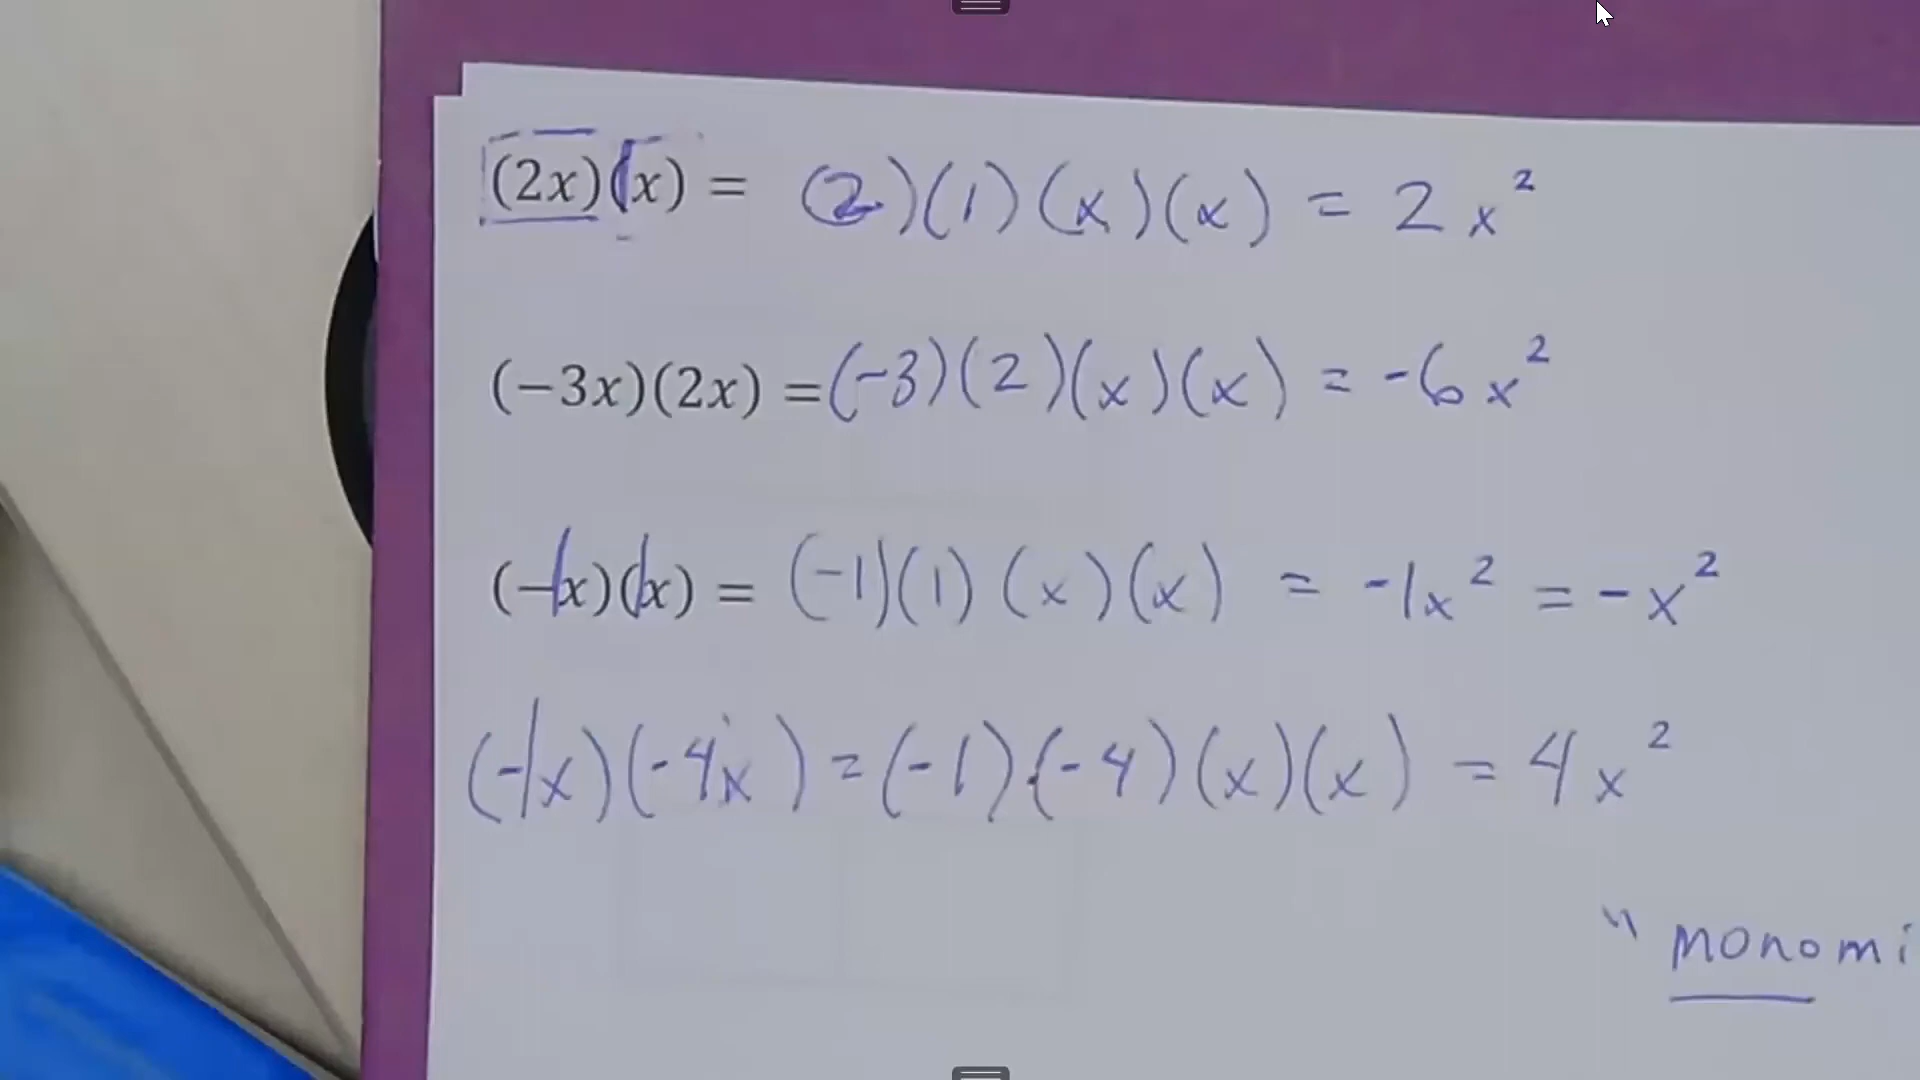 (2x)(1x) = (2)(1)(x)(x) = 2x²
(−3x)(2x) = (-3)(2)(x)(x) = -6x²
(−1x)(1x) = (-1)(1)(x)(x) = -1x² = -x²
(-1x)(-4x) = (-1)(-4)(x)(x) = 4x²
"monomi